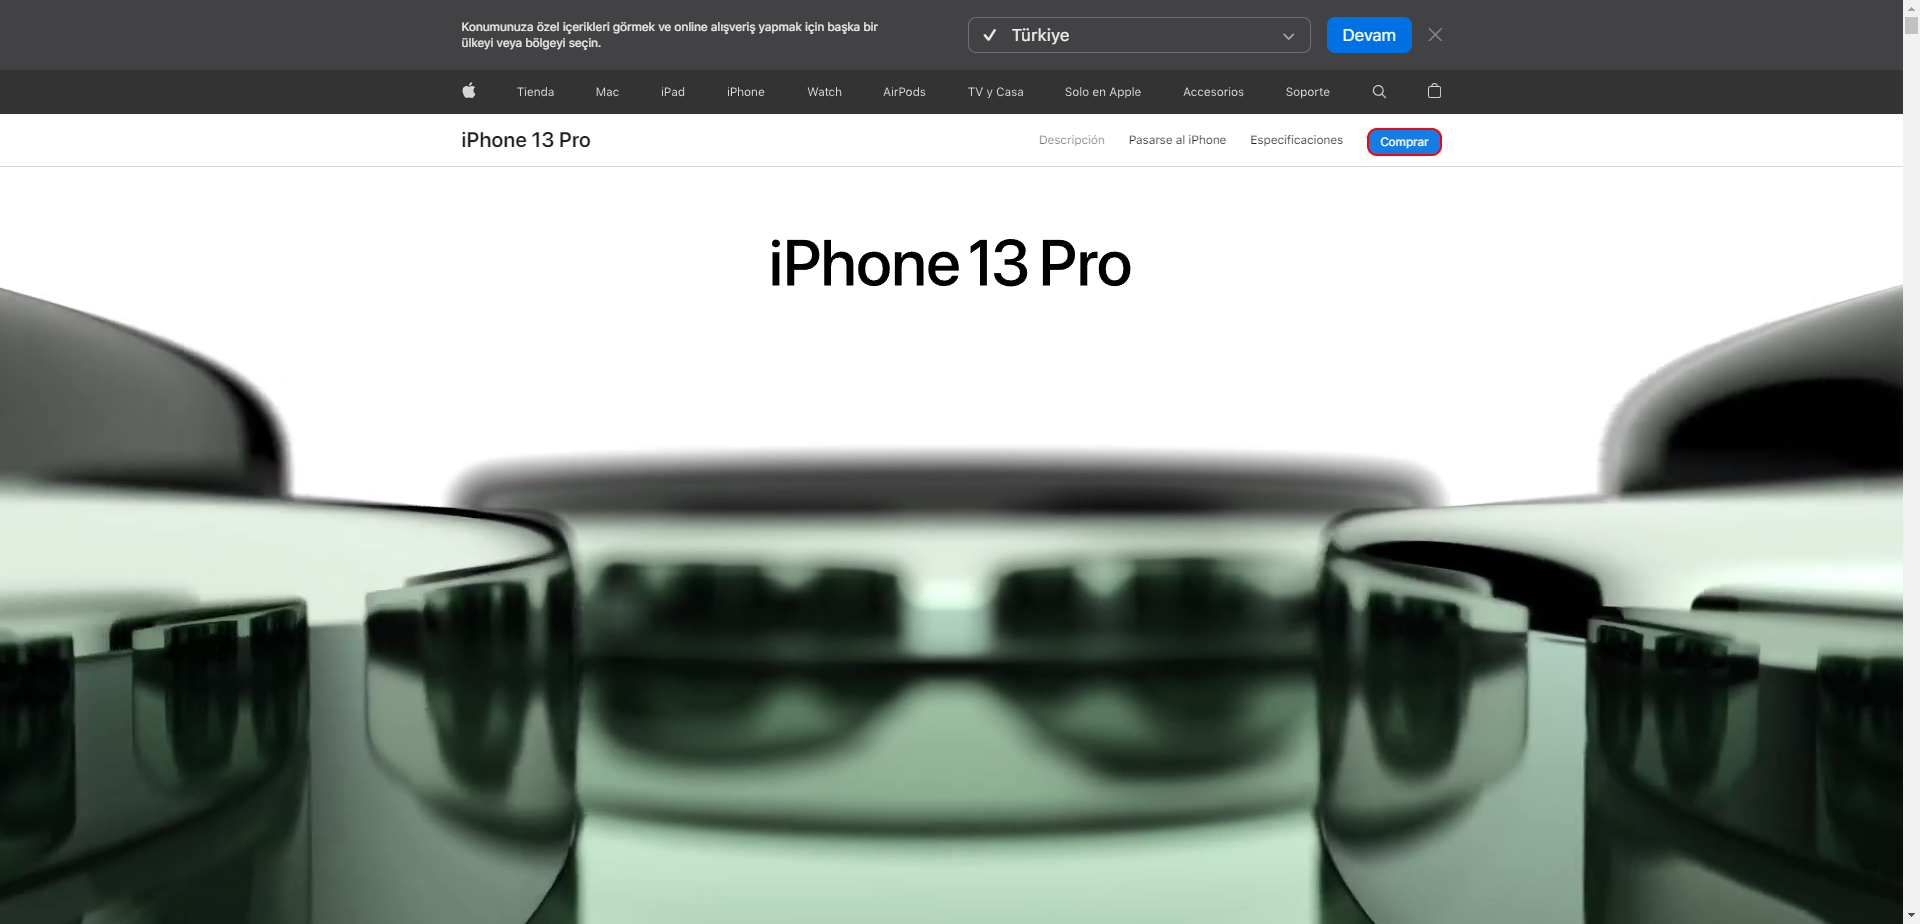 Konumunuza özel içerikleri görmek ve online alışveriş yapmak için başka bir
ülkeyi veya bölgeyi seçin.
Türkiye
Devam
Tienda
Mac
iPad
iPhone
Watch
AirPods
TV y Casa
Solo en Apple
Accesorios
Soporte
iPhone 13 Pro
Descripción
Pasarse al iPhone
Especificaciones
Comprar
iPhone 13 Pro